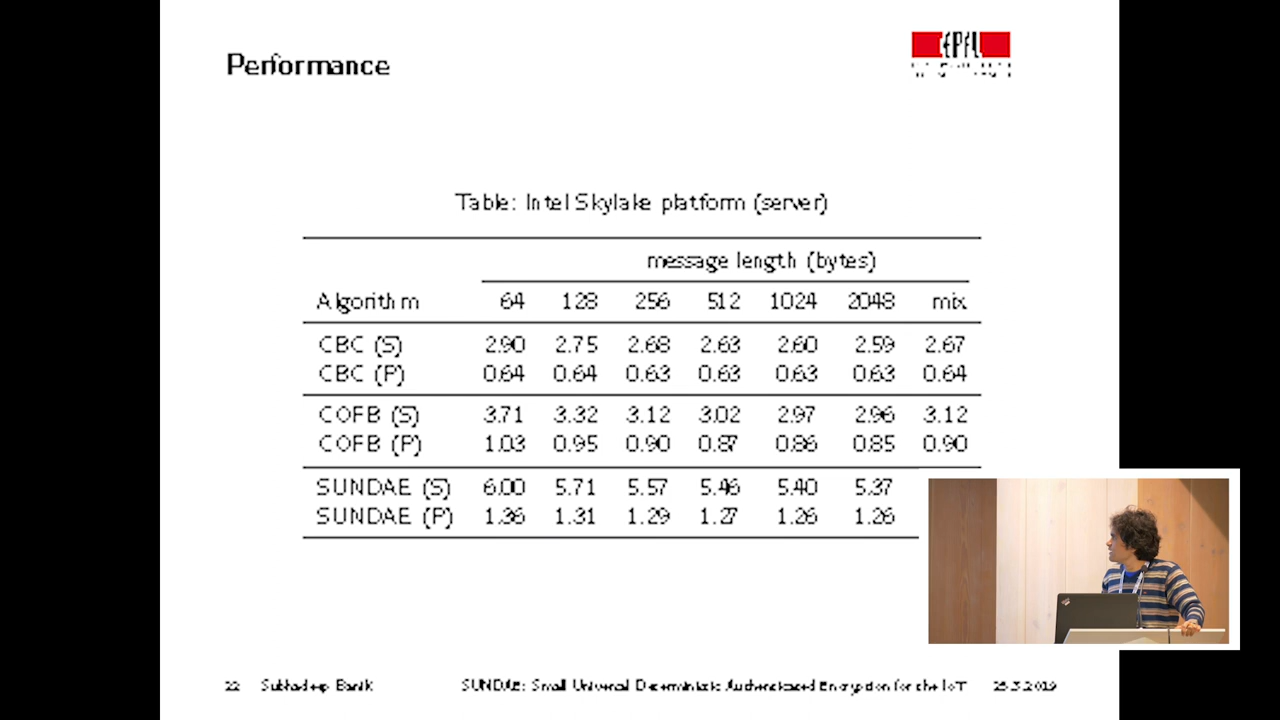 Performance
EPFL
Table: Intel Skylake platform (server)
message length (bytes)
Algorithm 64 128 256 512 1024 2048 mix
CBC (S) 2.90 2.75 2.68 2.63 2.60 2.59 2.67
CBC (P) 0.64 0.64 0.63 0.63 0.63 0.63 0.64
COFB (S) 3.71 3.32 3.12 3.02 2.97 2.96 3.12
COFB (P) 1.03 0.95 0.90 0.87 0.86 0.85 0.90
SUNDAE (S) 6.00 5.71 5.57 5.46 5.40 5.37
SUNDAE (P) 1.36 1.31 1.29 1.27 1.26 1.26
22 Subhadeep Banik SUNDAE: Small Universal Deterministic Authenticated Encryption for the IoT 25.3.2019